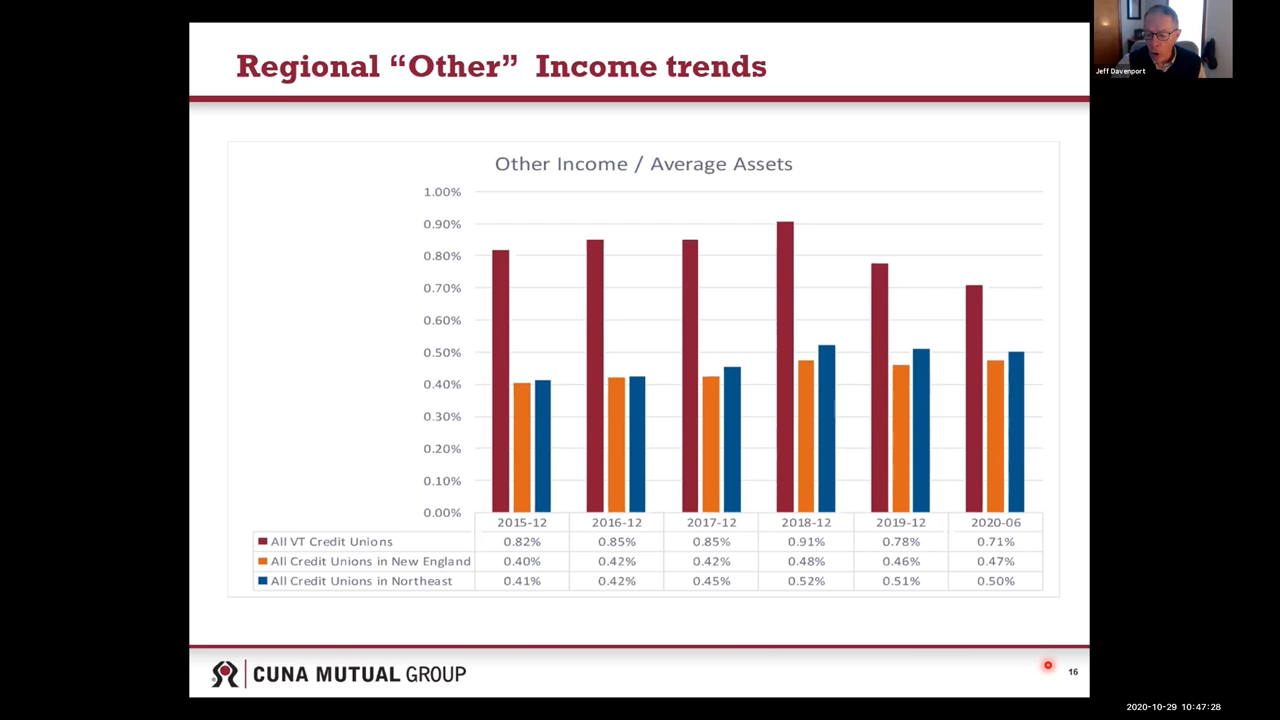 Regional “Other” Income trends
Jeff Davenport
Other Income / Average Assets
1.00%
0.90%
0.80%
0.70%
0.60%
0.50%
0.40%
0.30%
0.20%
0.10%
0.00%
2015-12 2016-12 2017-12 2018-12 2019-12 2020-06
All VT Credit Unions 0.82% 0.85% 0.85% 0.91% 0.78% 0.71%
All Credit Unions in New England 0.40% 0.42% 0.42% 0.48% 0.46% 0.47%
All Credit Unions in Northeast 0.41% 0.42% 0.45% 0.52% 0.51% 0.50%
CUNA MUTUAL GROUP
16
2020-10-29 10:47:28